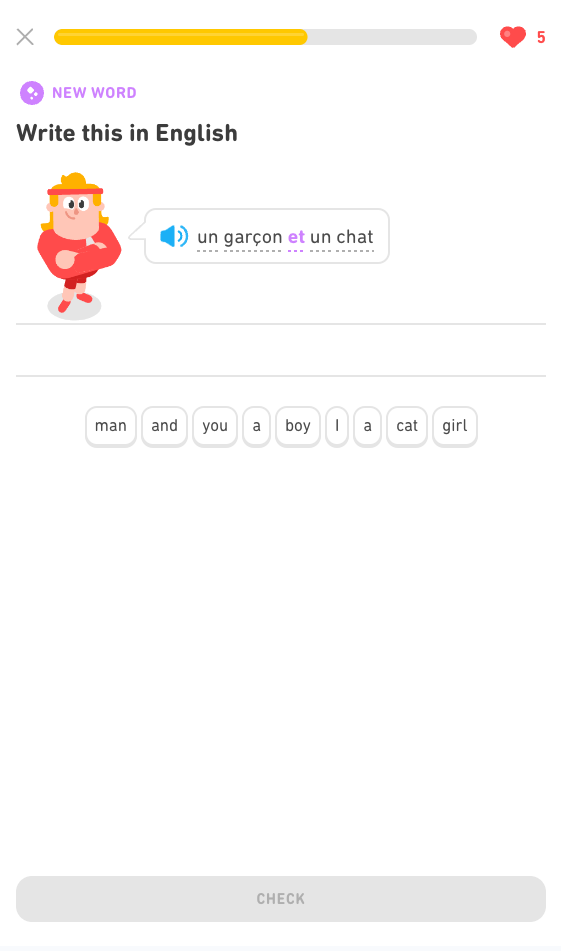 5
NEW WORD
Write this in English
un garçon et un chat
man and you a boy I a cat girl
CHECK